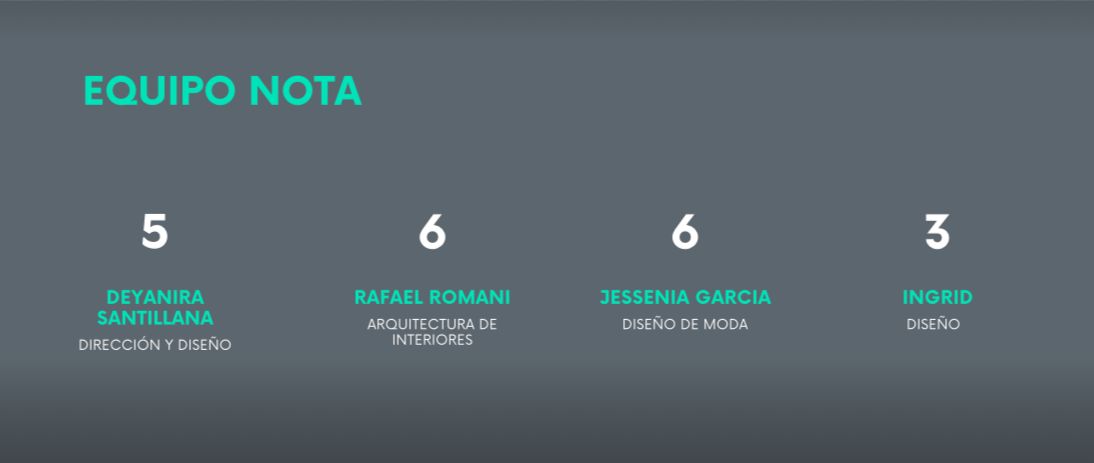 EQUIPO NOTA
5
DEYANIRA
SANTILLANA
DIRECCIÓN Y DISEÑO
6
RAFAEL ROMANI
ARQUITECTURA DE
INTERIORES
6
JESSENIA GARCIA
DISEÑO DE MODA
3
INGRID
DISEÑO